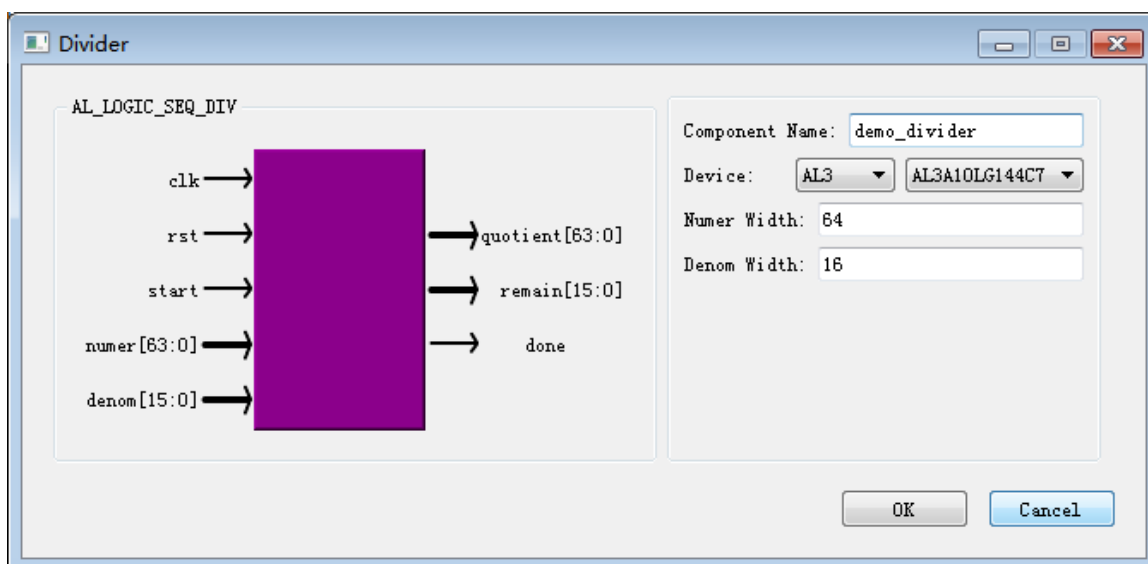 Divider
AL_LOGIC_SEQ_DIV
clk
rst
start
numer[63:0]
denom[15:0]
quotient[63:0]
remain[15:0]
done
Component Name: demo_divider
Device: AL3 AL3A10LG144C7
Numer Width: 64
Denom Width: 16
OK Cancel